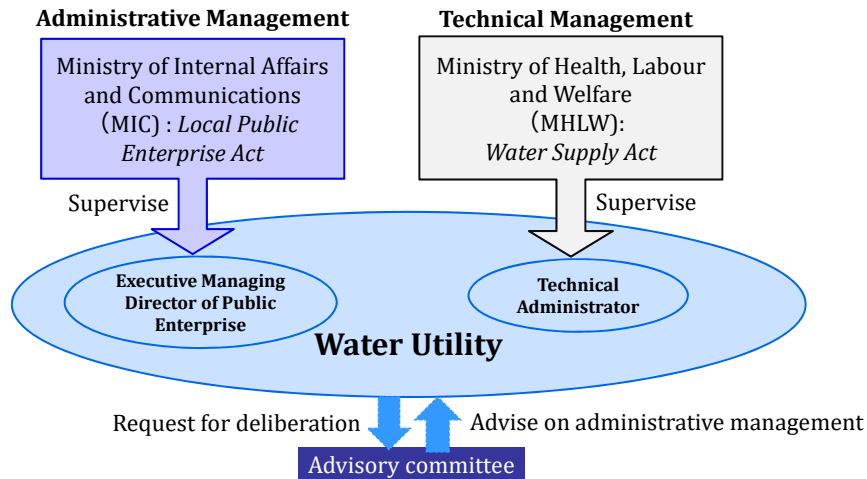 Administrative Management
Technical Management
Ministry of Internal Affairs
and Communications
（MIC) : Local Public
Enterprise Act
Ministry of Health, Labour
and Welfare
（MHLW):
Water Supply Act
Supervise
Supervise
Executive Managing
Director of Public
Enterprise
Technical
Administrator
Water Utility
Request for deliberation
Advise on administrative management
Advisory committee